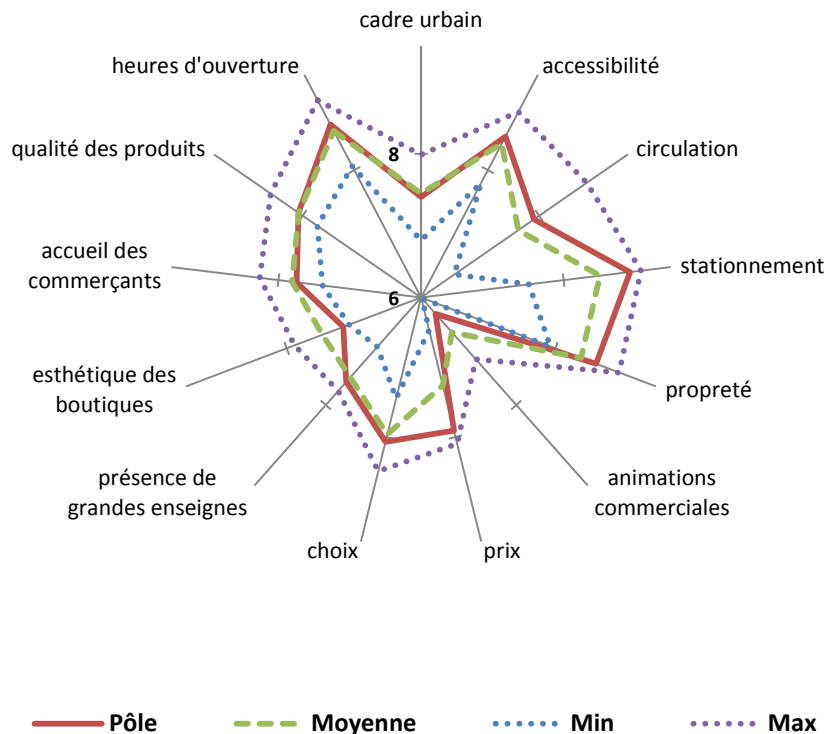 cadre urbain
heures d'ouverture
accessibilité
qualité des produits
circulation
8
accueil des
commerçants
stationnement
6
esthétique des
boutiques
propreté
présence de
grandes enseignes
animations
commerciales
choix
prix
Pôle
Moyenne
Min
Max